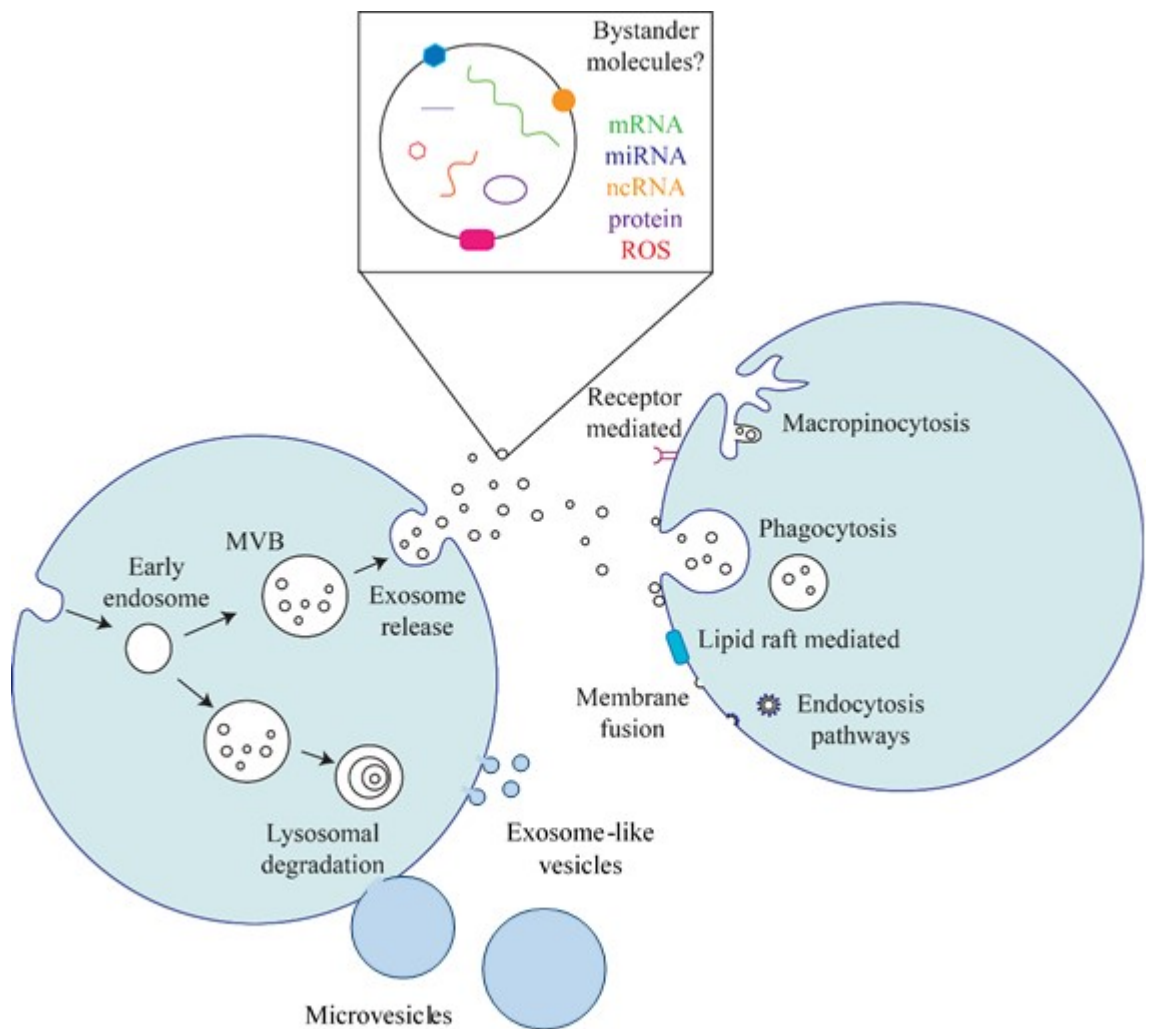 Bystander
molecules?
mRNA
miRNA
ncRNA
protein
ROS
Receptor
mediated
Macropinocytosis
Phagocytosis
Lipid raft mediated
Membrane
fusion
Endocytosis
pathways
MVB
Early
endosome
Exosome
release
Lysosomal
degradation
Exosome-like
vesicles
Microvesicles